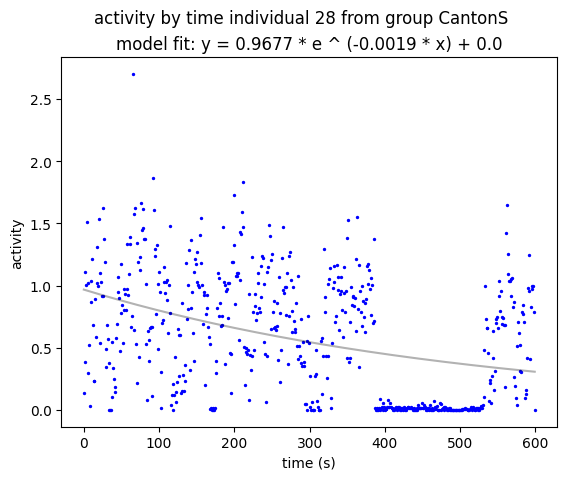 activity by time individual 28 from group CantonS
model fit: y = 0.9677 * e ^ (-0.0019 * x) + 0.0
2.5
2.0
1.5
1.0
0.5
0.0
activity
0 100 200 300 400 500 600
time (s)